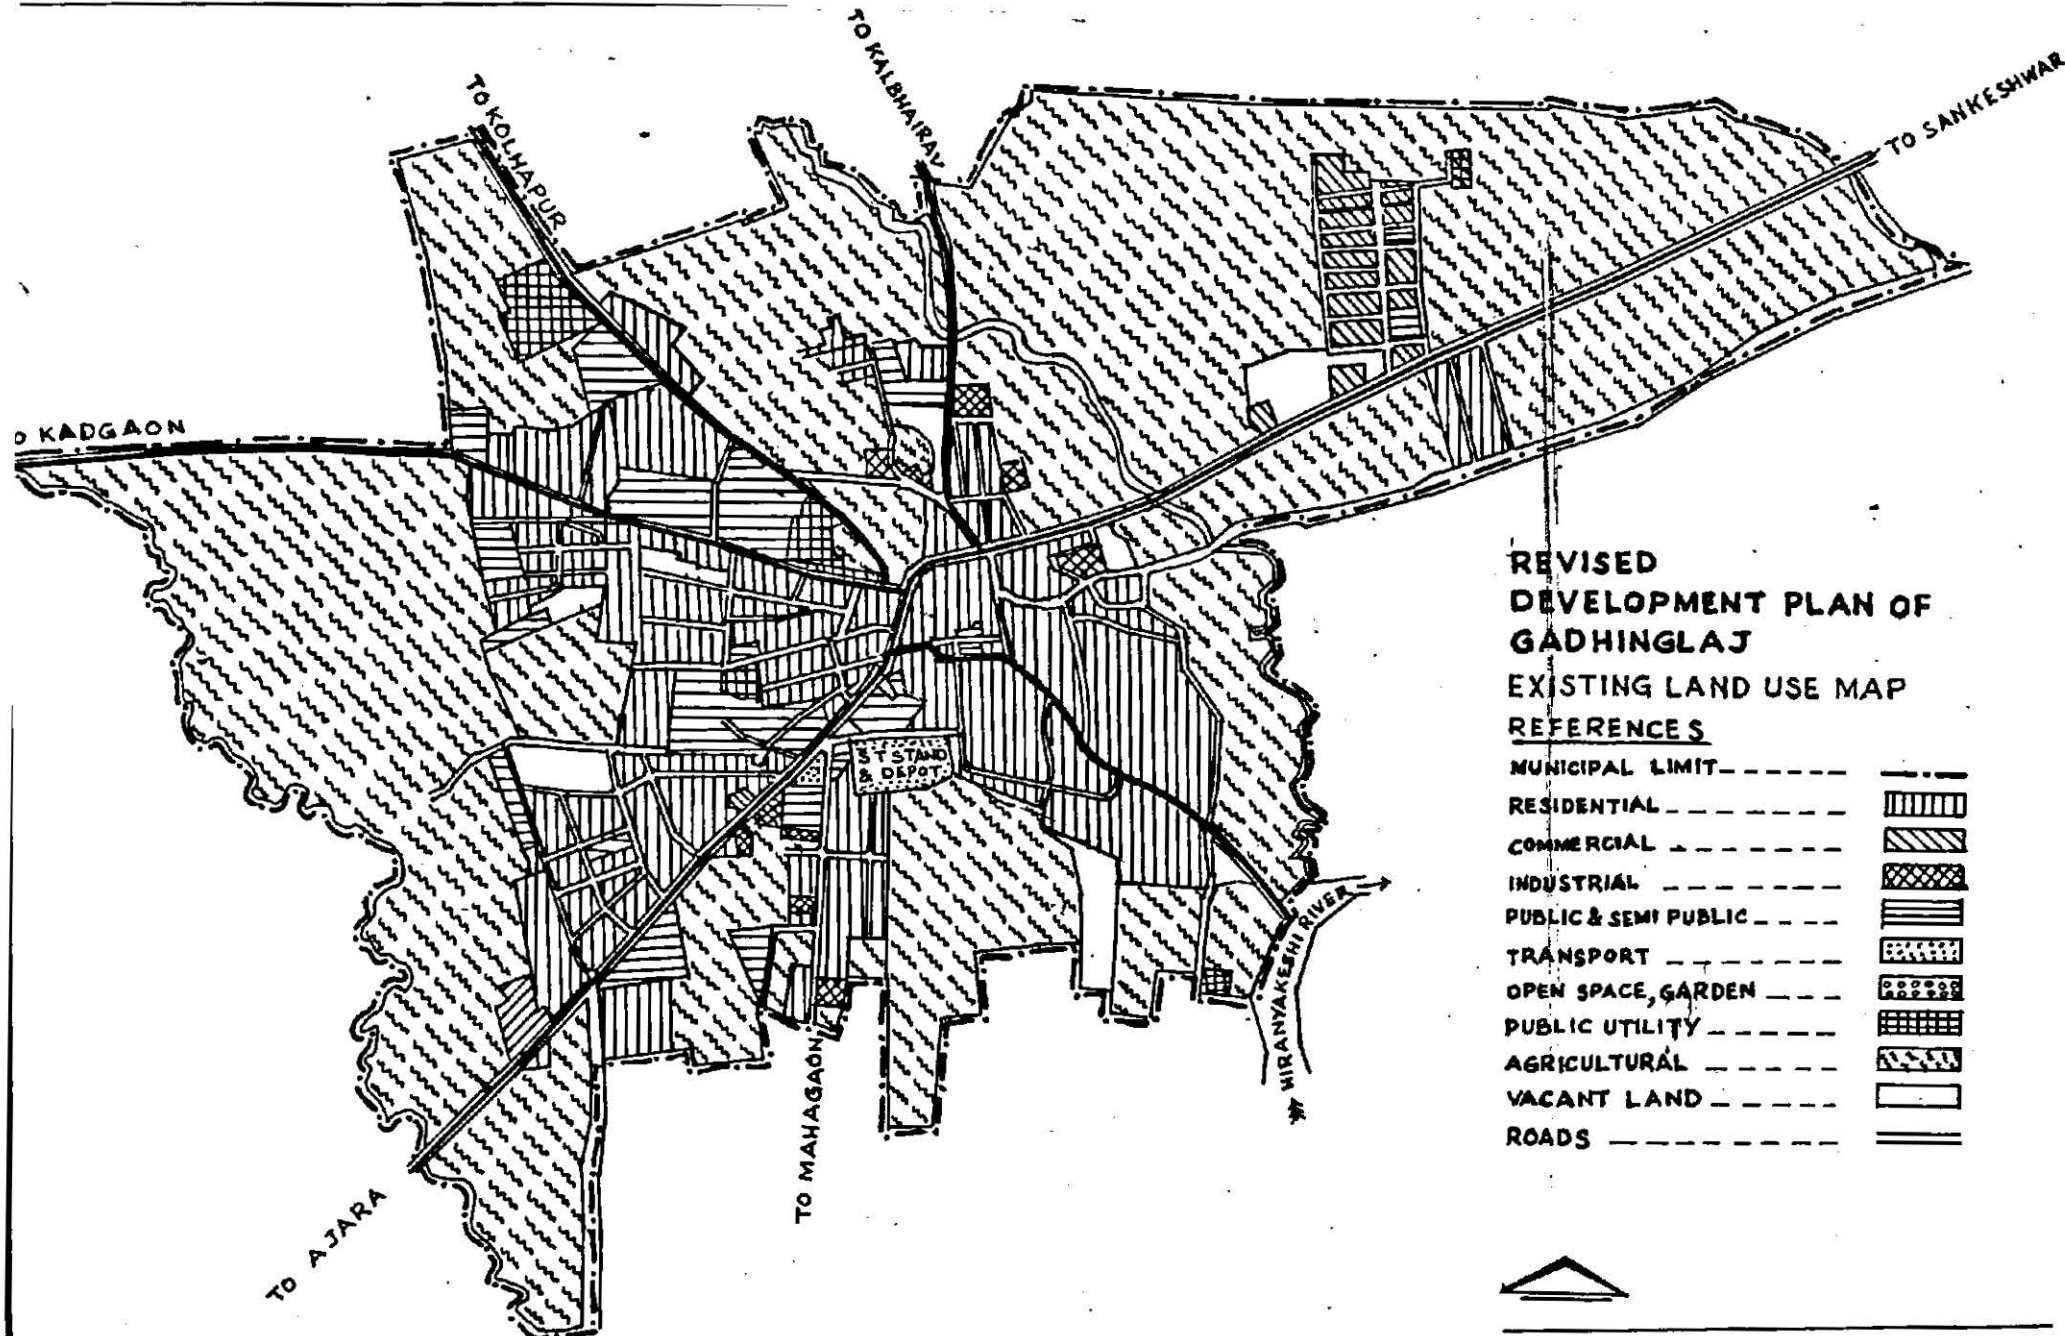 TO KOLHAPUR
TO KALBHAIRAV
TO SANKESHWAR
O KADGAON
ST STAND
& DEPOT
HIRANYAKESHI RIVER
TO MAHAGAON
TO AJARA
REVISED
DEVELOPMENT PLAN OF
GADHINGLAJ
EXISTING LAND USE MAP
REFERENCES
MUNICIPAL LIMIT
RESIDENTIAL
COMMERCIAL
INDUSTRIAL
PUBLIC & SEMI PUBLIC
TRANSPORT
OPEN SPACE, GARDEN
PUBLIC UTILITY
AGRICULTURAL
VACANT LAND
ROADS